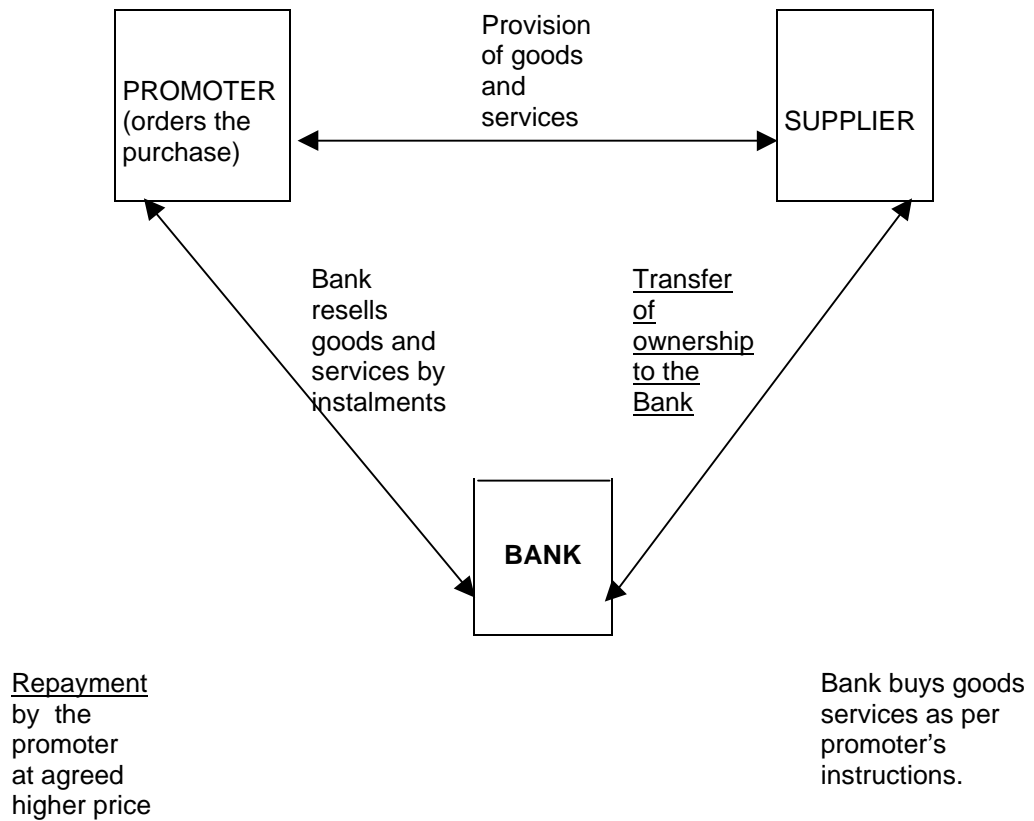 Provision
of goods
and
services
PROMOTER
(orders the
purchase)
SUPPLIER
Bank
resells
goods and
services by
instalments
Transfer
of
ownership
to the
Bank
BANK
Repayment
by the
promoter
at agreed
higher price
Bank buys goods
services as per
promoter’s
instructions.